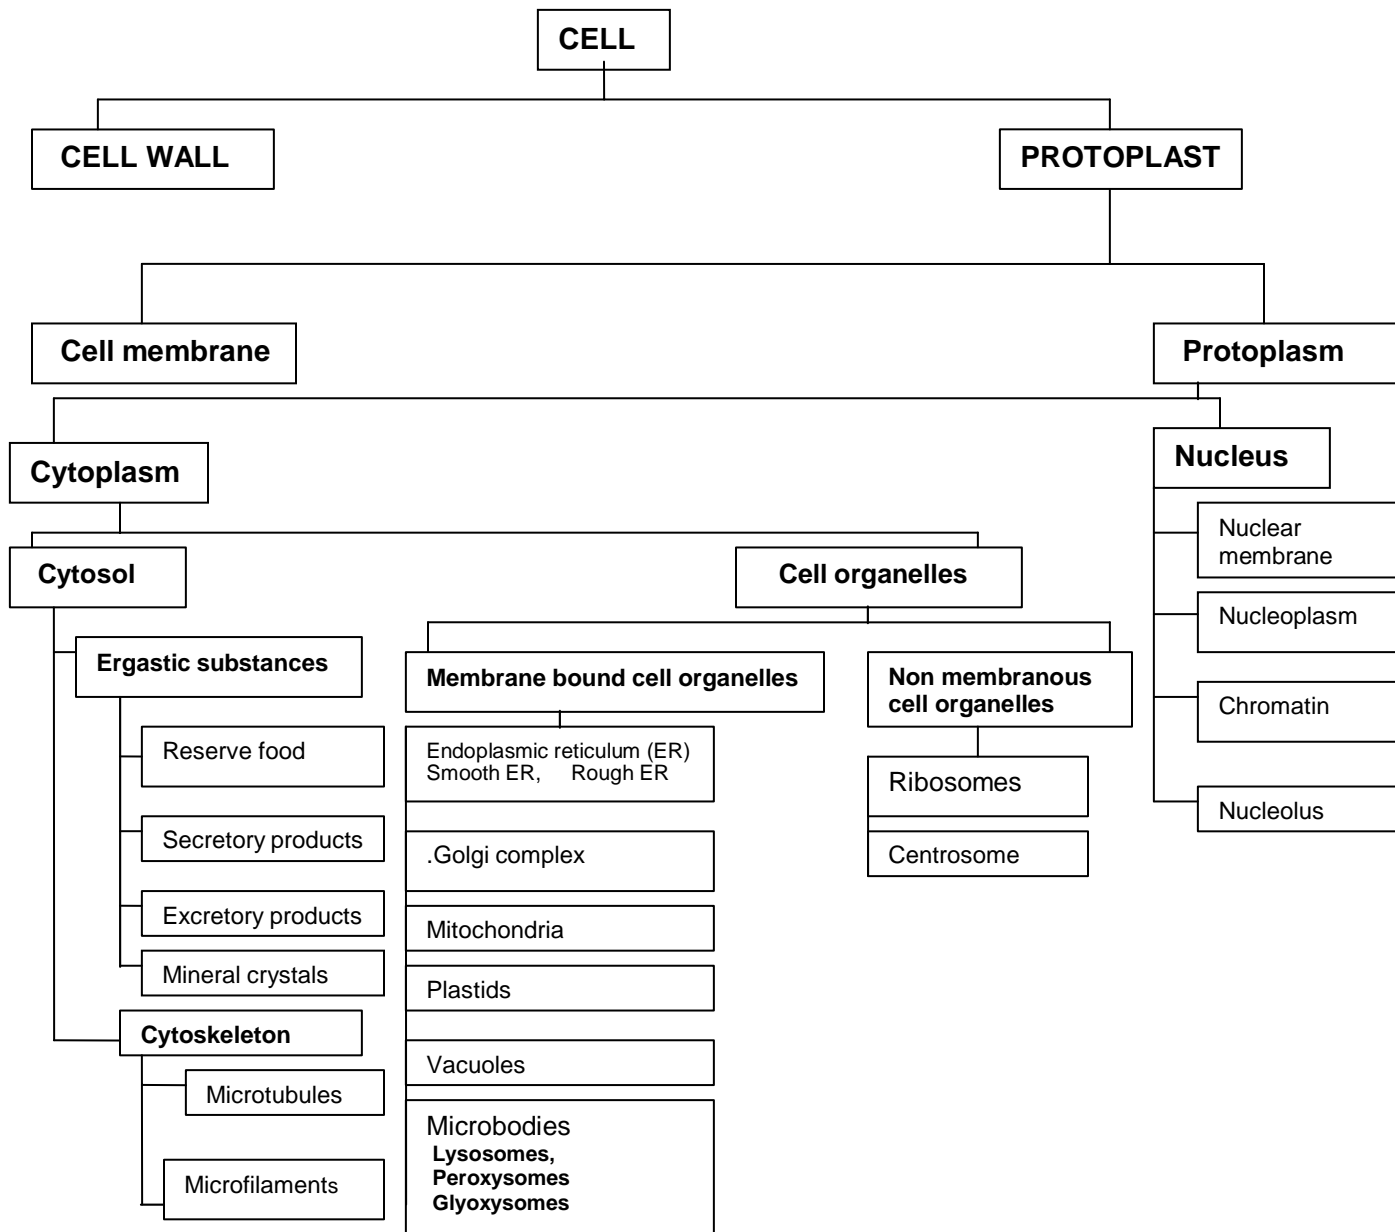 CELL
CELL WALL
PROTOPLAST
Cell membrane
Protoplasm
Cytoplasm
Nucleus
Nuclear
membrane
Nucleoplasm
Chromatin
Nucleolus
Cytosol
Cell organelles
Ergastic substances
Reserve food
Secretory products
Excretory products
Mineral crystals
Cytoskeleton
Microtubules
Microfilaments
Membrane bound cell organelles
Endoplasmic reticulum (ER)
Smooth ER, Rough ER
.Golgi complex
Mitochondria
Plastids
Vacuoles
Microbodies
Lysosomes,
Peroxysomes
Glyoxysomes
Non membranous
cell organelles
Ribosomes
Centrosome